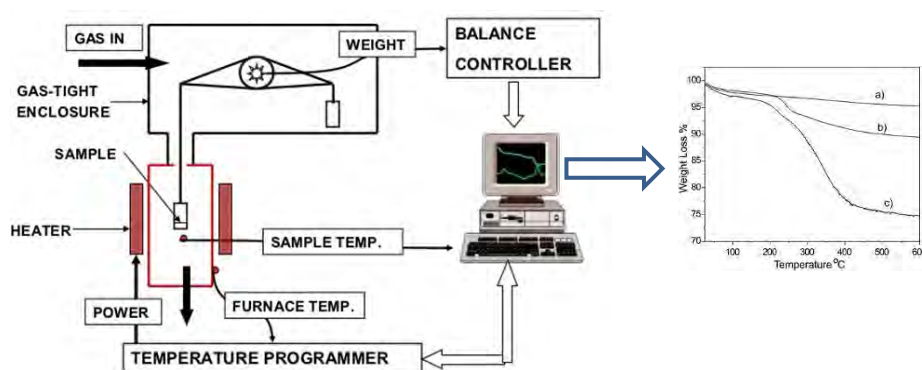 GAS IN
WEIGHT
BALANCE
CONTROLLER
GAS-TIGHT
ENCLOSURE
SAMPLE
HEATER
SAMPLE TEMP.
FURNACE TEMP.
POWER
TEMPERATURE PROGRAMMER
Weight Loss %
100
95
90
85
80
75
70
a)
b)
c)
100 200 300 400 500 60
Temperature °C